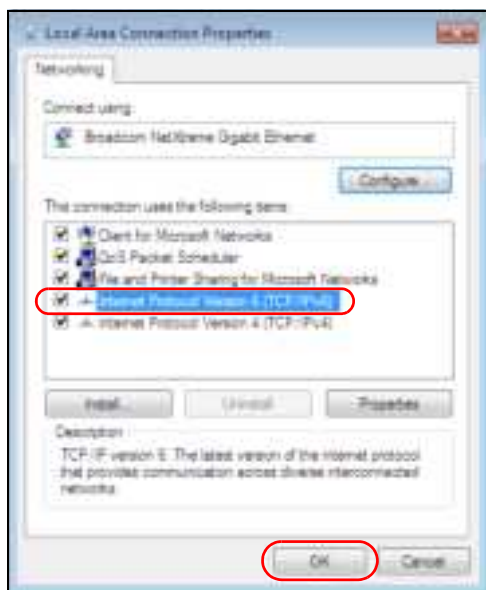 Local Area Connection Properties
Networking
Connect using:
Broadcom NetXtreme Gigabit Ethernet
Configure...
This connection uses the following items:
Client for Microsoft Networks
QoS Packet Scheduler
File and Printer Sharing for Microsoft Networks
Internet Protocol Version 6 (TCP/IPv6)
Internet Protocol Version 4 (TCP/IPv4)
Install...
Uninstall
Properties
Description
TCP/IP version 6. The latest version of the internet protocol
that provides communication across diverse interconnected
networks.
OK
Cancel